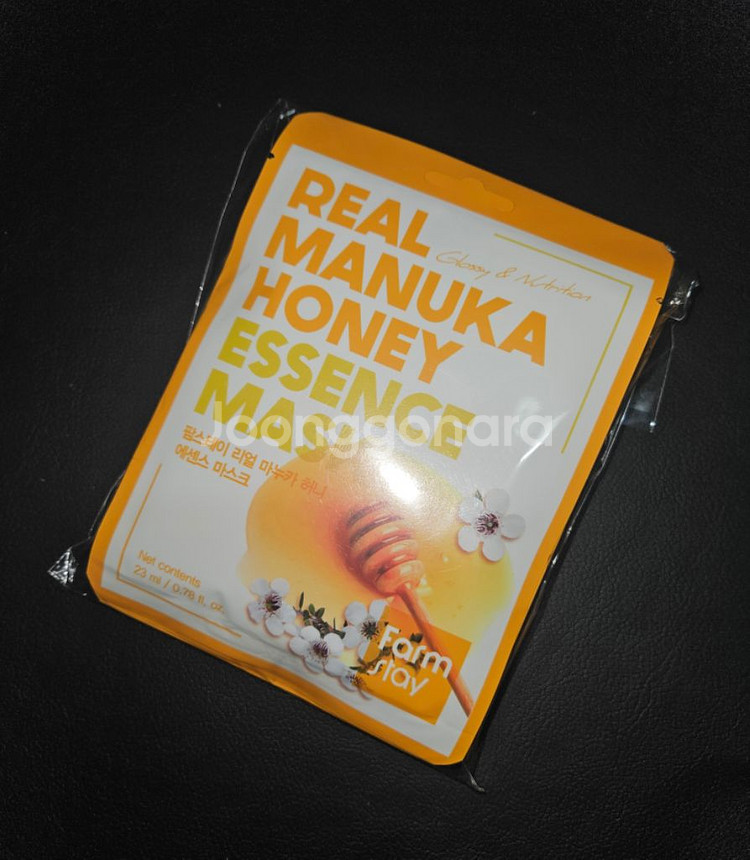 REAL
MANUKA
Glossy & Nutrition
HONEY
ESSENCE
MASK
Joonggonara
팜스테이 리얼 마누카 허니
에센스 마스크
Net contents
23 ml / 0.78 fl. oz.
Farm
stay